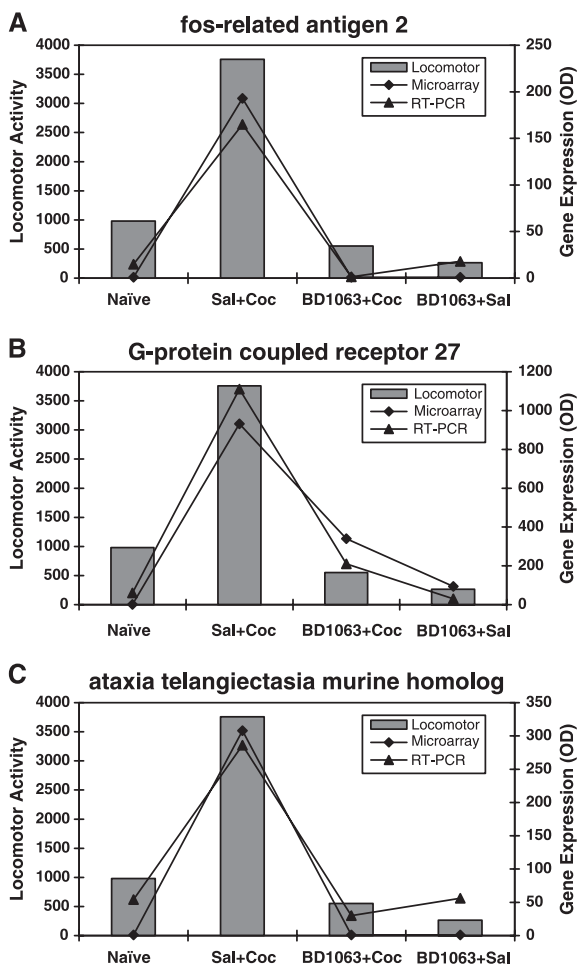 A
fos-related antigen 2
4000
3500
3000
2500
2000
1500
1000
500
0
Locomotor Activity
250
200
150
100
50
0
Gene Expression (OD)
Locomotor
Microarray
RT-PCR
Naïve Sal+Coc BD1063+Coc BD1063+Sal
B
G-protein coupled receptor 27
4000
3500
3000
2500
2000
1500
1000
500
0
Locomotor Activity
1200
1000
800
600
400
200
0
Gene Expression (OD)
Locomotor
Microarray
RT-PCR
Naïve Sal+Coc BD1063+Coc BD1063+Sal
C
ataxia telangiectasia murine homolog
4000
3500
3000
2500
2000
1500
1000
500
0
Locomotor Activity
350
300
250
200
150
100
50
0
Gene Expression (OD)
Locomotor
Microarray
RT-PCR
Naïve Sal+Coc BD1063+Coc BD1063+Sal